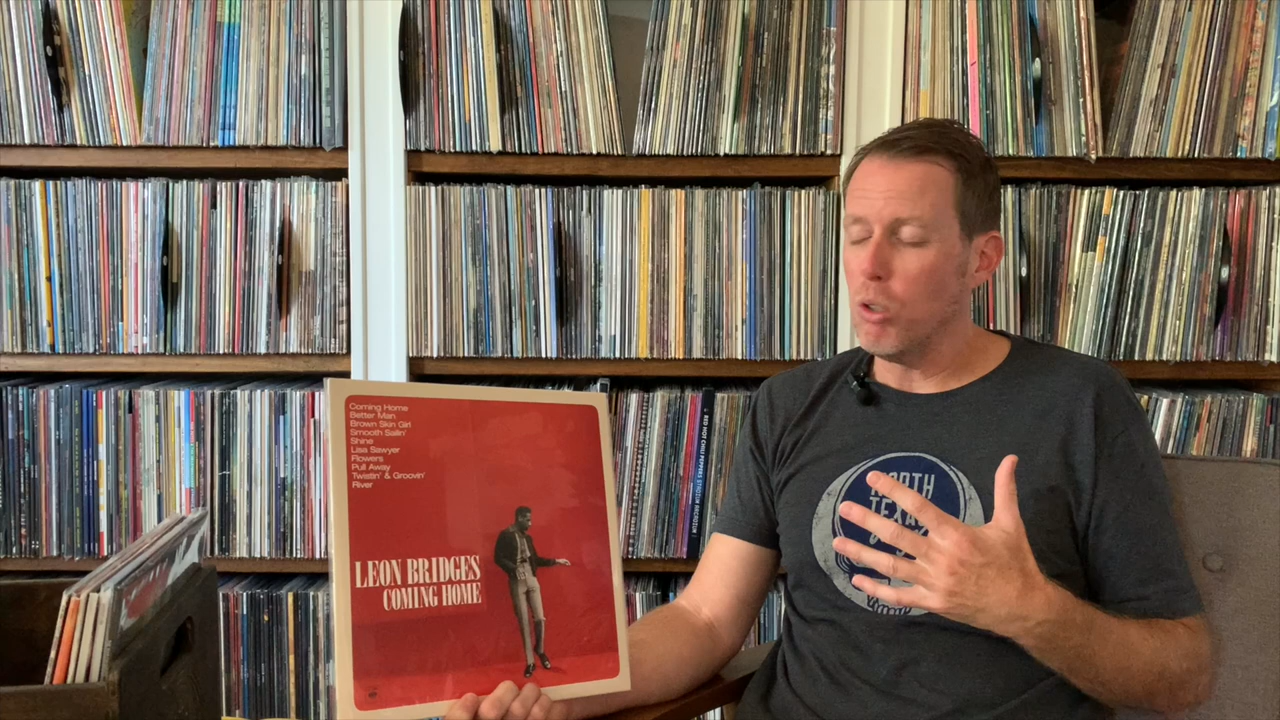 Coming Home
Better Man
Brown Skin Girl
Smooth Sailin'
Shine
Lisa Sawyer
Flowers
Pull Away
Twistin' & Groovin'
River
LEON BRIDGES
COMING HOME
RED HOT CHILI PEPPERS
NORTH
TEXAS